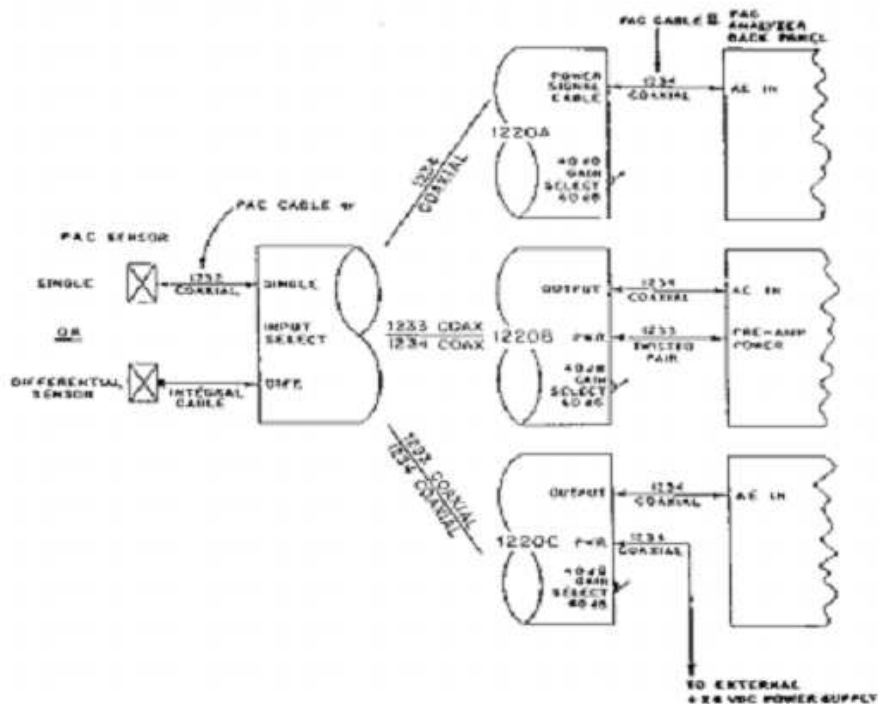 PAC CABLE
PAC
ANALYZER
BACK PANEL
POWER
SIGNAL
CABLE
1234
COAXIAL
AE IN
1220A
40 dB
GAIN
SELECT
60 dB
1234
COAXIAL
PAC CABLE
PAC SENSOR
SINGLE
COAXIAL
SINGLE
OR
INPUT
SELECT
DIFFERENTIAL
SENSOR
INTEGRAL
CABLE
DIFF
1233 COAX
1234 COAX
1220B
OUTPUT
1234
COAXIAL
AE IN
PWR
1233
TWISTED
PAIR
PRE-AMP
POWER
40 dB
GAIN
SELECT
60 dB
1233 COAXIAL
1234 COAXIAL
1220C
OUTPUT
1234
COAXIAL
AE IN
PWR
COAXIAL
40 dB
GAIN
SELECT
60 dB
TO EXTERNAL
+28 VDC POWER SUPPLY